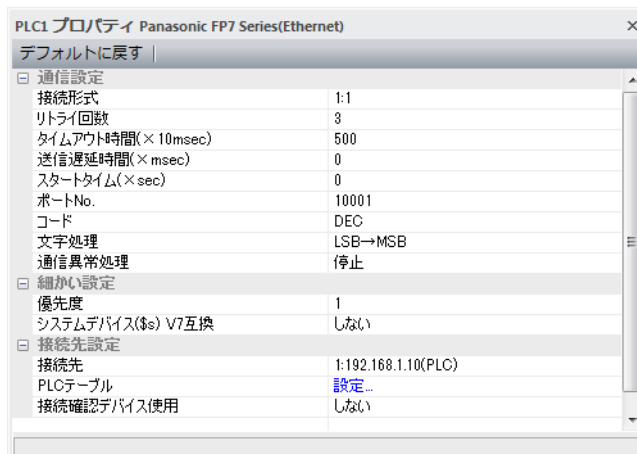 PLC1 プロパティ Panasonic FP7 Series(Ethernet)
デフォルトに戻す
通信設定
接続形式 1:1
リトライ回数 3
タイムアウト時間(×10msec) 500
送信遅延時間(×msec) 0
スタートタイム(×sec) 0
ポートNo. 10001
コード DEC
文字処理 LSB→MSB
通信異常処理 停止
細かい設定
優先度 1
システムデバイス($s) V7互換 しない
接続先設定
接続先 1:192.168.1.10(PLC)
PLCテーブル 設定...
接続確認デバイス使用 しない